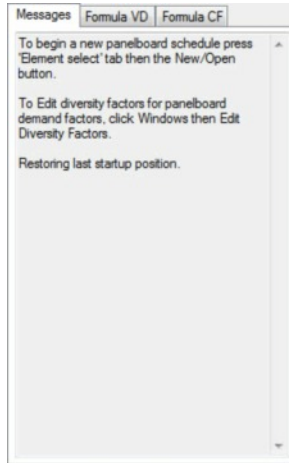 Messages Formula VD Formula CF
To begin a new panelboard schedule press
'Element select' tab then the New/Open
button.
To Edit diversity factors for panelboard
demand factors, click Windows then Edit
Diversity Factors.
Restoring last startup position.